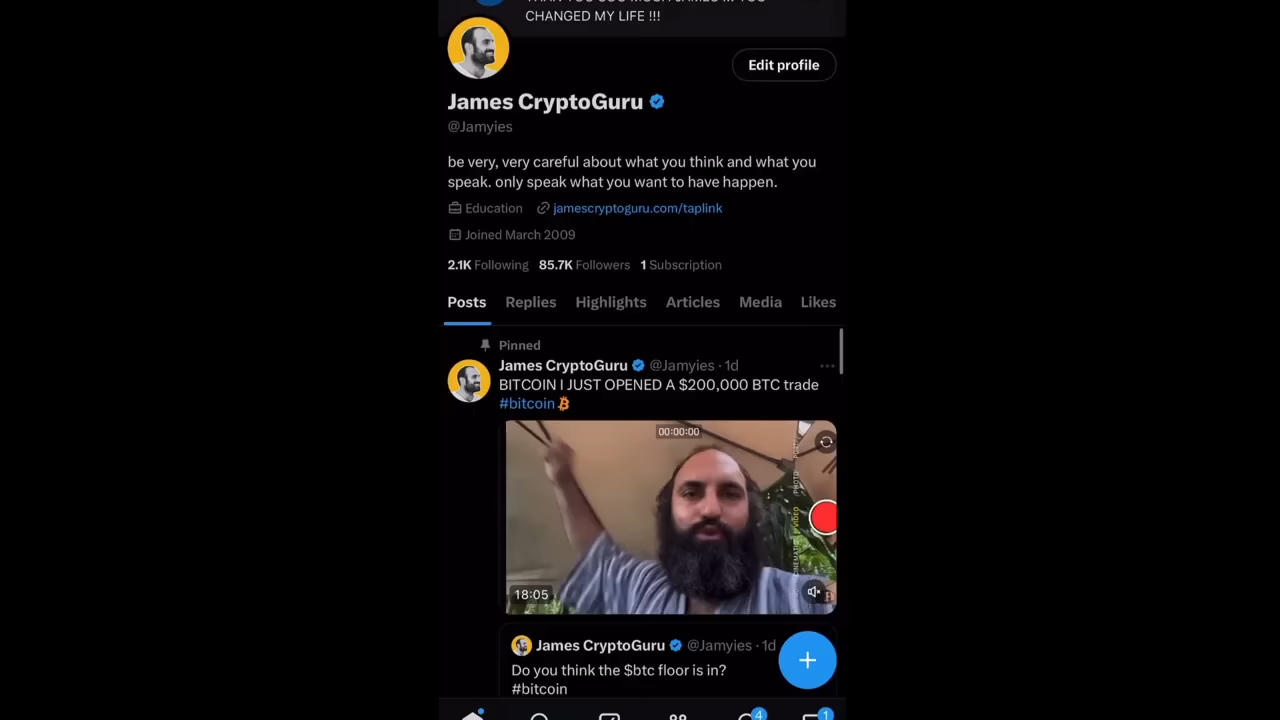 CHANGED MY LIFE !!!
Edit profile
James CryptoGuru
@Jamyies
be very, very careful about what you think and what you
speak. only speak what you want to have happen.
Education jamescryptoguru.com/taplink
Joined March 2009
2.1K Following 85.7K Followers 1 Subscription
Posts Replies Highlights Articles Media Likes
Pinned
James CryptoGuru @Jamyies · 1d
BITCOIN I JUST OPENED A $200,000 BTC trade
#bitcoin
00:00:00
PHOTO
VIDEO
18:05
James CryptoGuru @Jamyies · 1d
Do you think the $btc floor is in?
#bitcoin
4
1